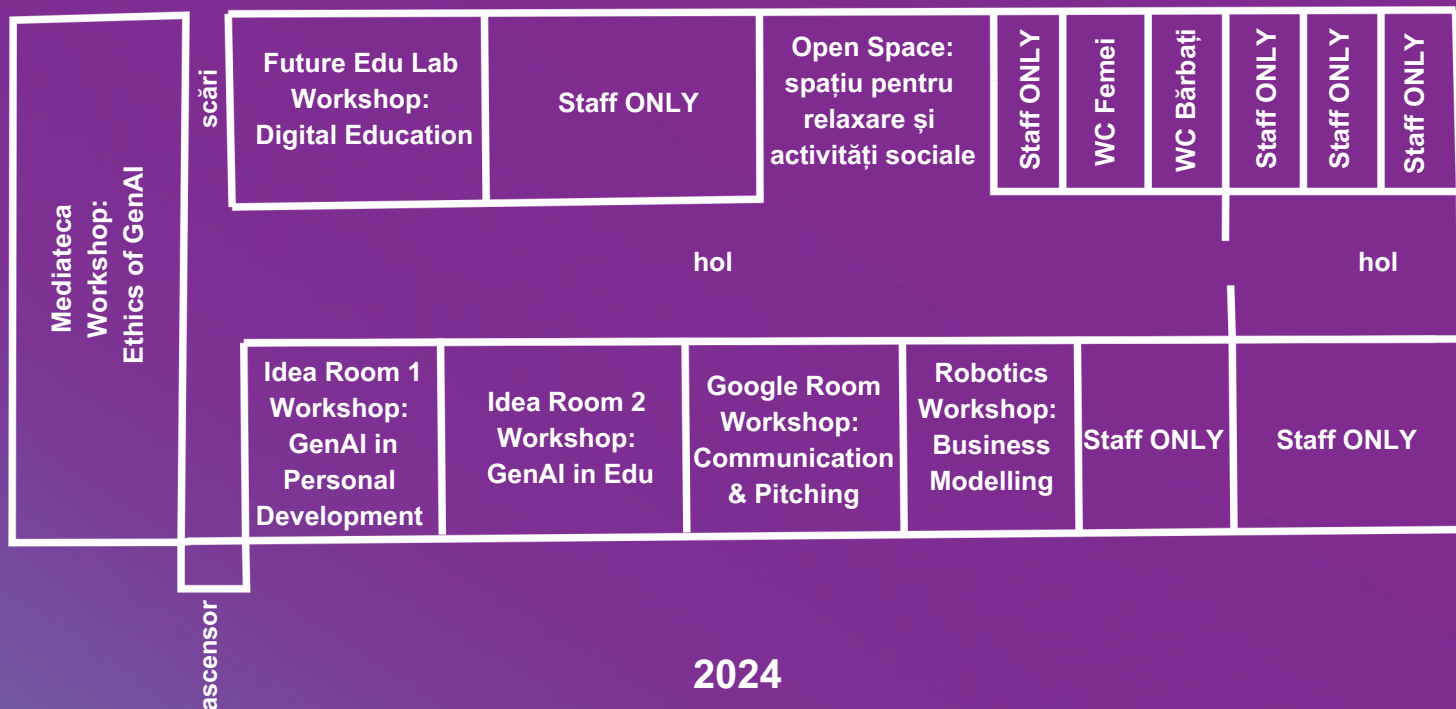 Mediateca
Workshop:
Ethics of GenAI
scări
Future Edu Lab
Workshop:
Digital Education
Staff ONLY
Open Space:
spațiu pentru
relaxare și
activități sociale
Staff ONLY
WC Femei
WC Bărbați
Staff ONLY
Staff ONLY
Staff ONLY
hol
hol
Idea Room 1
Workshop:
GenAI in
Personal
Development
Idea Room 2
Workshop:
GenAI in Edu
Google Room
Workshop:
Communication
& Pitching
Robotics
Workshop:
Business
Modelling
Staff ONLY
Staff ONLY
ascensor
2024